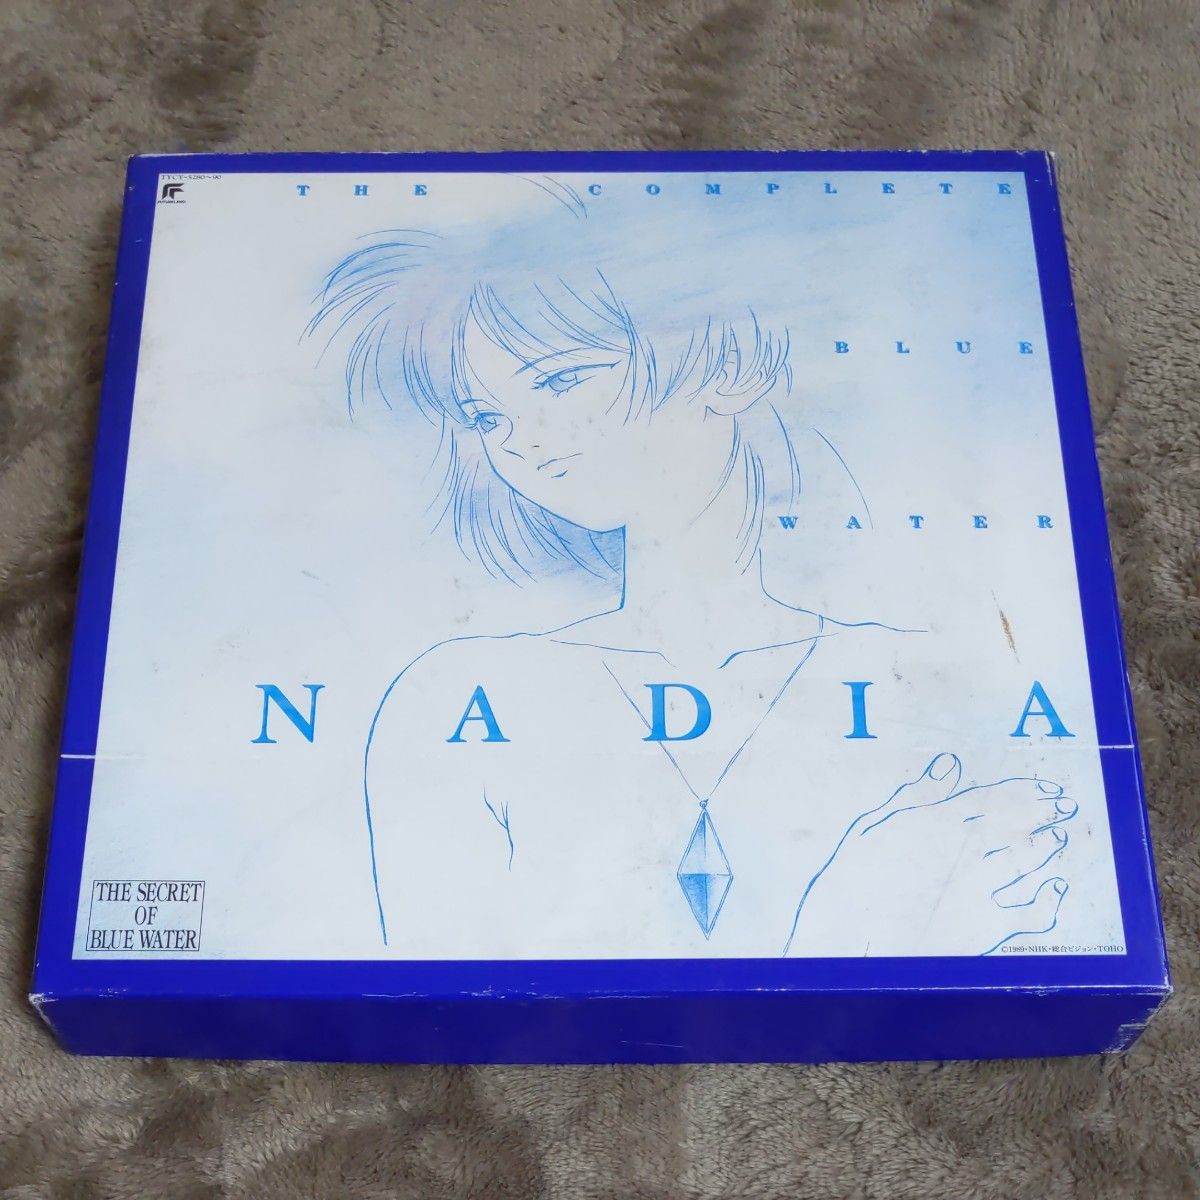 TYCY-5280~90
FUTURELAND
THE COMPLETE
BLUE
WATER
NADIA
THE SECRET
OF
BLUE WATER
©1989・NHK・総合ビジョン・TOHO